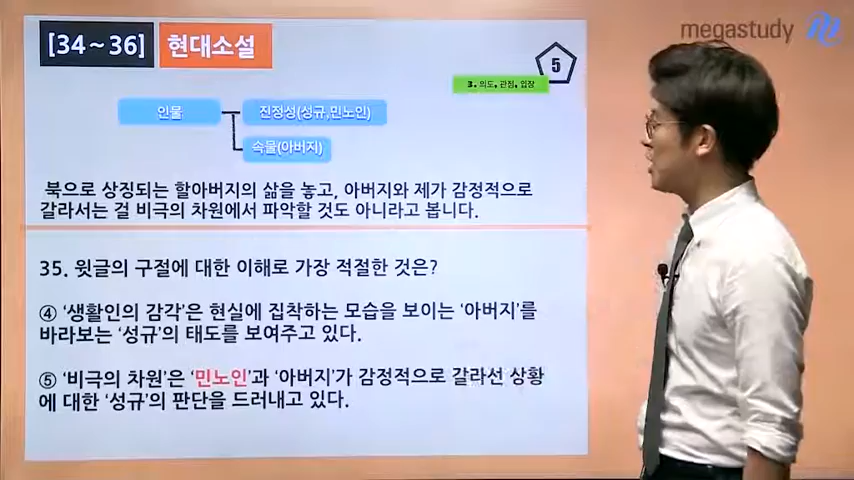 [34~36] 현대소설
megastudy
5
3. 의도, 관점, 입장
인물
진정성(성규,민노인)
속물(아버지)
북으로 상징되는 할아버지의 삶을 놓고, 아버지와 제가 감정적으로
갈라서는 걸 비극의 차원에서 파악할 것도 아니라고 봅니다.
35. 윗글의 구절에 대한 이해로 가장 적절한 것은?
④ ‘생활인의 감각’은 현실에 집착하는 모습을 보이는 ‘아버지’를
바라보는 ‘성규’의 태도를 보여주고 있다.
⑤ ‘비극의 차원’은 ‘민노인’과 ‘아버지’가 감정적으로 갈라선 상황
에 대한 ‘성규’의 판단을 드러내고 있다.